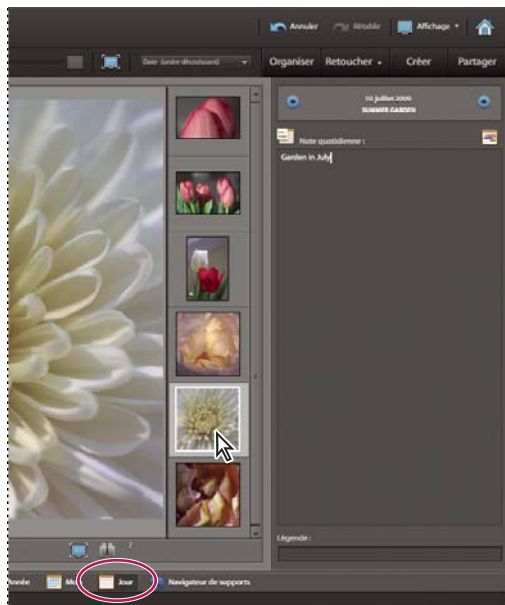 Annuler Rétablir Affichage
Date (ordre décroissant) Organiser Retoucher Créer Partager
10 juillet 2009
SUMMER GARDEN
Note quotidienne :
Garden in July
Légende :
Jour Navigateur de supports